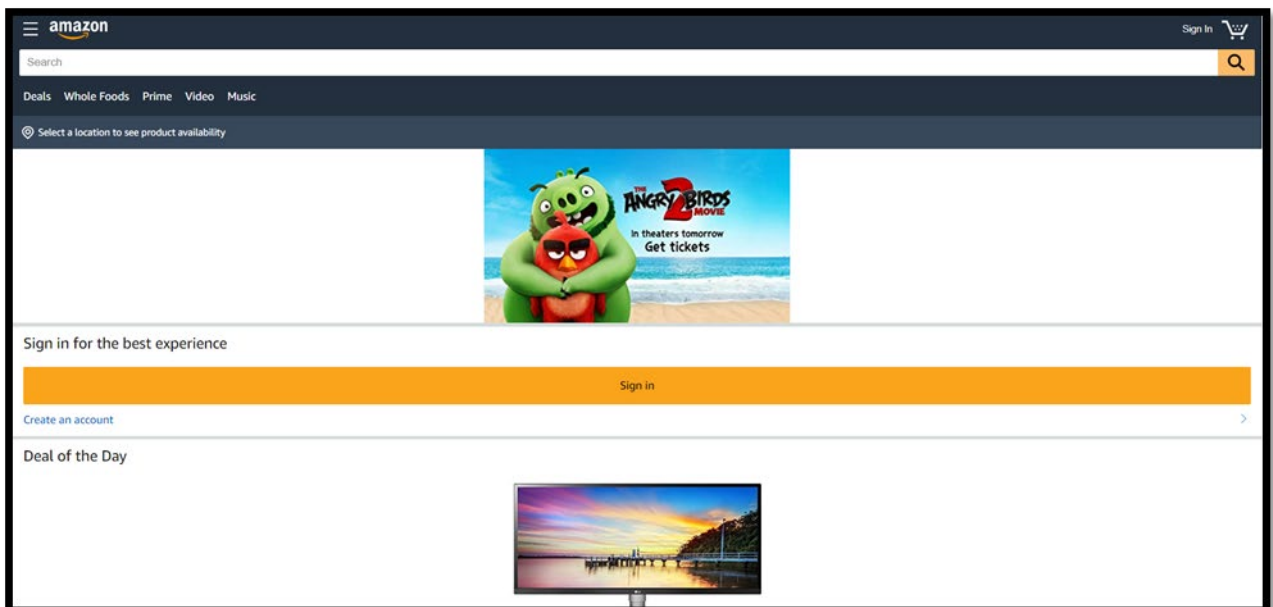 amazon
Sign In
Search
Deals Whole Foods Prime Video Music
Select a location to see product availability
THE
ANGRY BIRDS
2
MOVIE
In theaters tomorrow
Get tickets
Sign in for the best experience
Sign in
Create an account
Deal of the Day